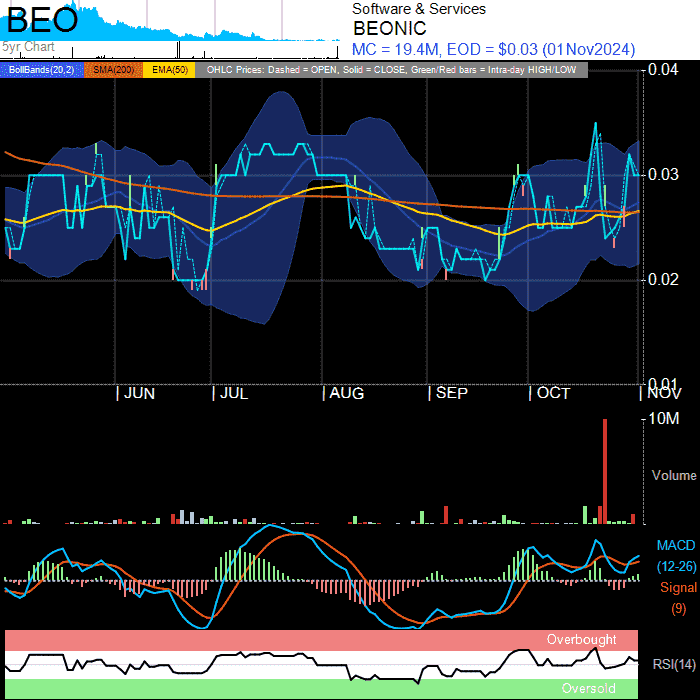 BEO
5yr Chart
Software & Services
BEONIC
MC = 19.4M, EOD = $0.03 (01Nov2024)
BollBands(20,2) SMA(200) EMA(50) OHLC Prices: Dashed = OPEN, Solid = CLOSE, Green/Red bars = Intra-day HIGH/LOW
0.04
0.03
0.02
0.01
JUN JUL AUG SEP OCT NOV
10M
Volume
MACD
(12-26)
Signal
(9)
Overbought
RSI(14)
Oversold